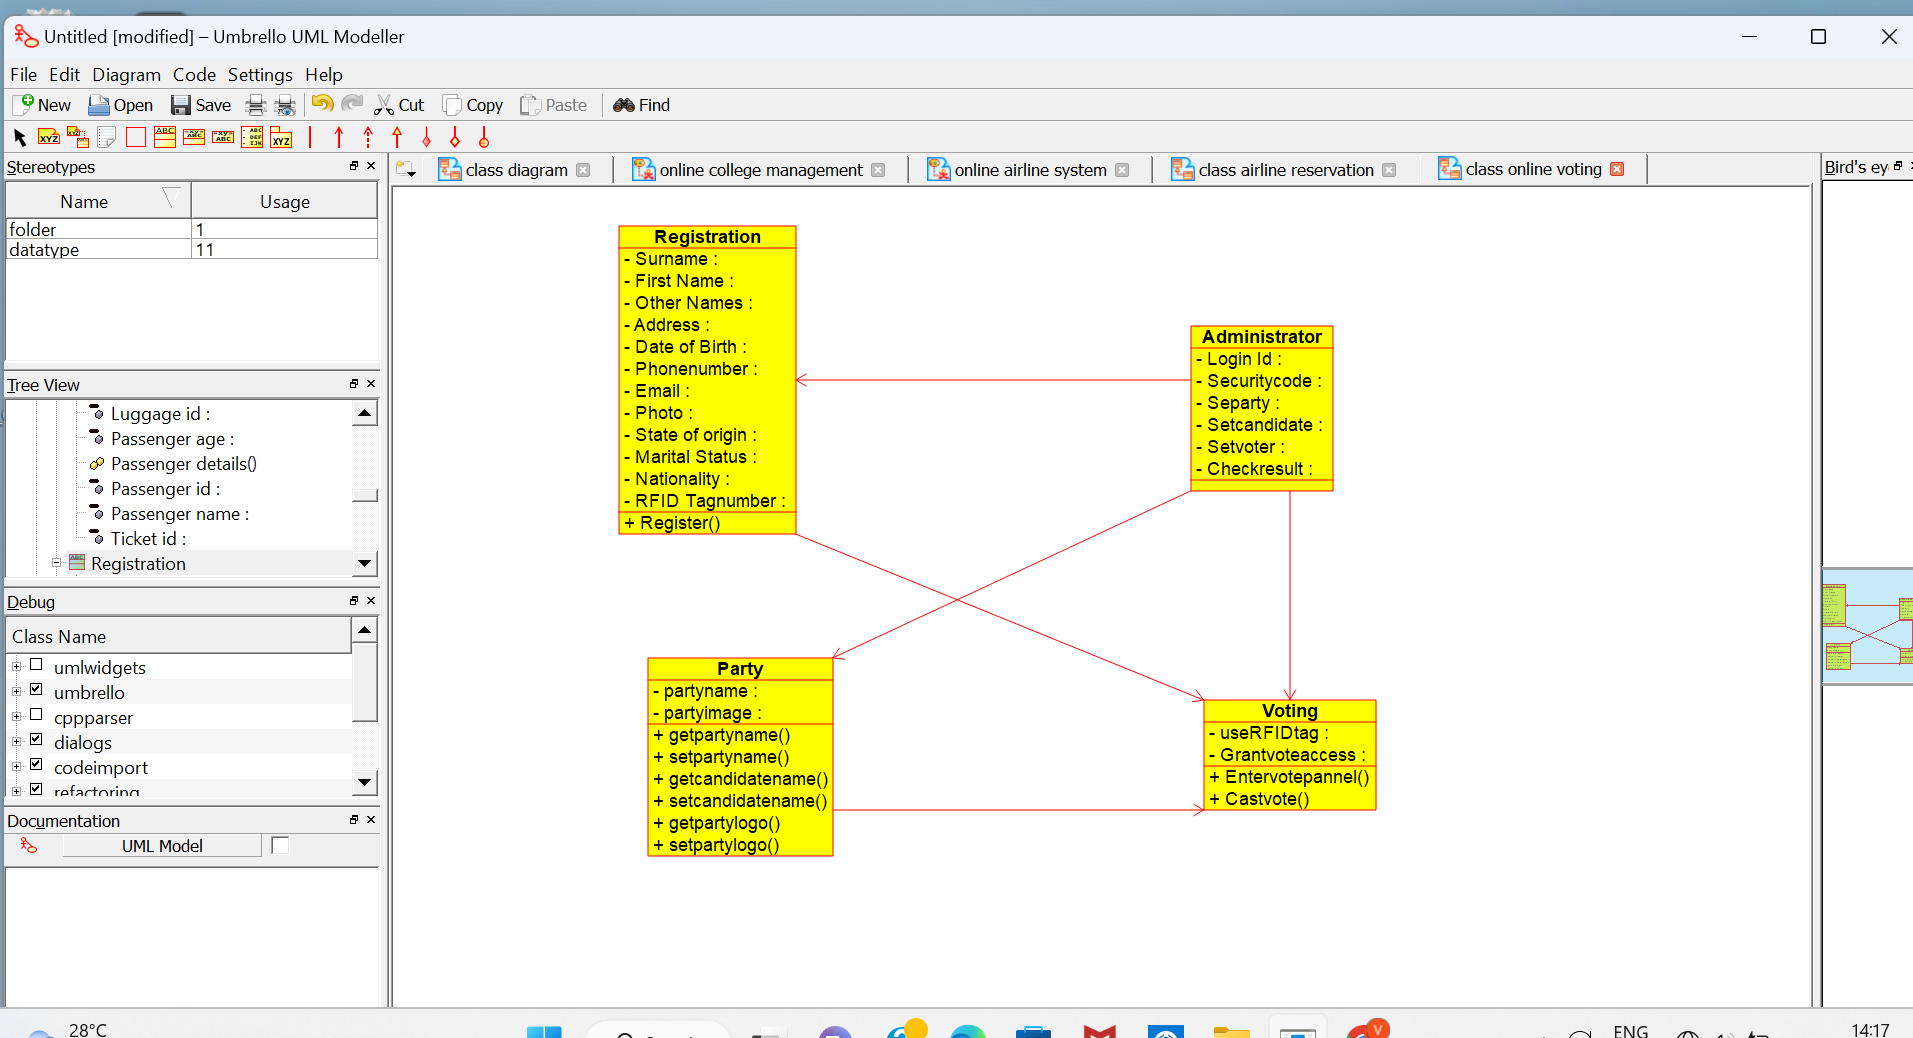 Untitled [modified] – Umbrello UML Modeller
File Edit Diagram Code Settings Help
New Open Save Cut Copy Paste Find
Stereotypes
Name Usage
folder 1
datatype 11
Tree View
Luggage id :
Passenger age :
Passenger details()
Passenger id :
Passenger name :
Ticket id :
Registration
Debug
Class Name
umlwidgets
umbrello
cppparser
dialogs
codeimport
refactoring
Documentation
UML Model
class diagram
online college management
online airline system
class airline reservation
class online voting
Bird's ey
Registration
- Surname :
- First Name :
- Other Names :
- Address :
- Date of Birth :
- Phonenumber :
- Email :
- Photo :
- State of origin :
- Marital Status :
- Nationality :
- RFID Tagnumber :
+ Register()
Administrator
- Login Id :
- Securitycode :
- Separty :
- Setcandidate :
- Setvoter :
- Checkresult :
Party
- partyname :
- partyimage :
+ getpartyname()
+ setpartyname()
+ getcandidatename()
+ setcandidatename()
+ getpartylogo()
+ setpartylogo()
Voting
- useRFIDtag :
- Grantvoteaccess :
+ Entervotepannel()
+ Castvote()
28°C
V
ENG
14:17